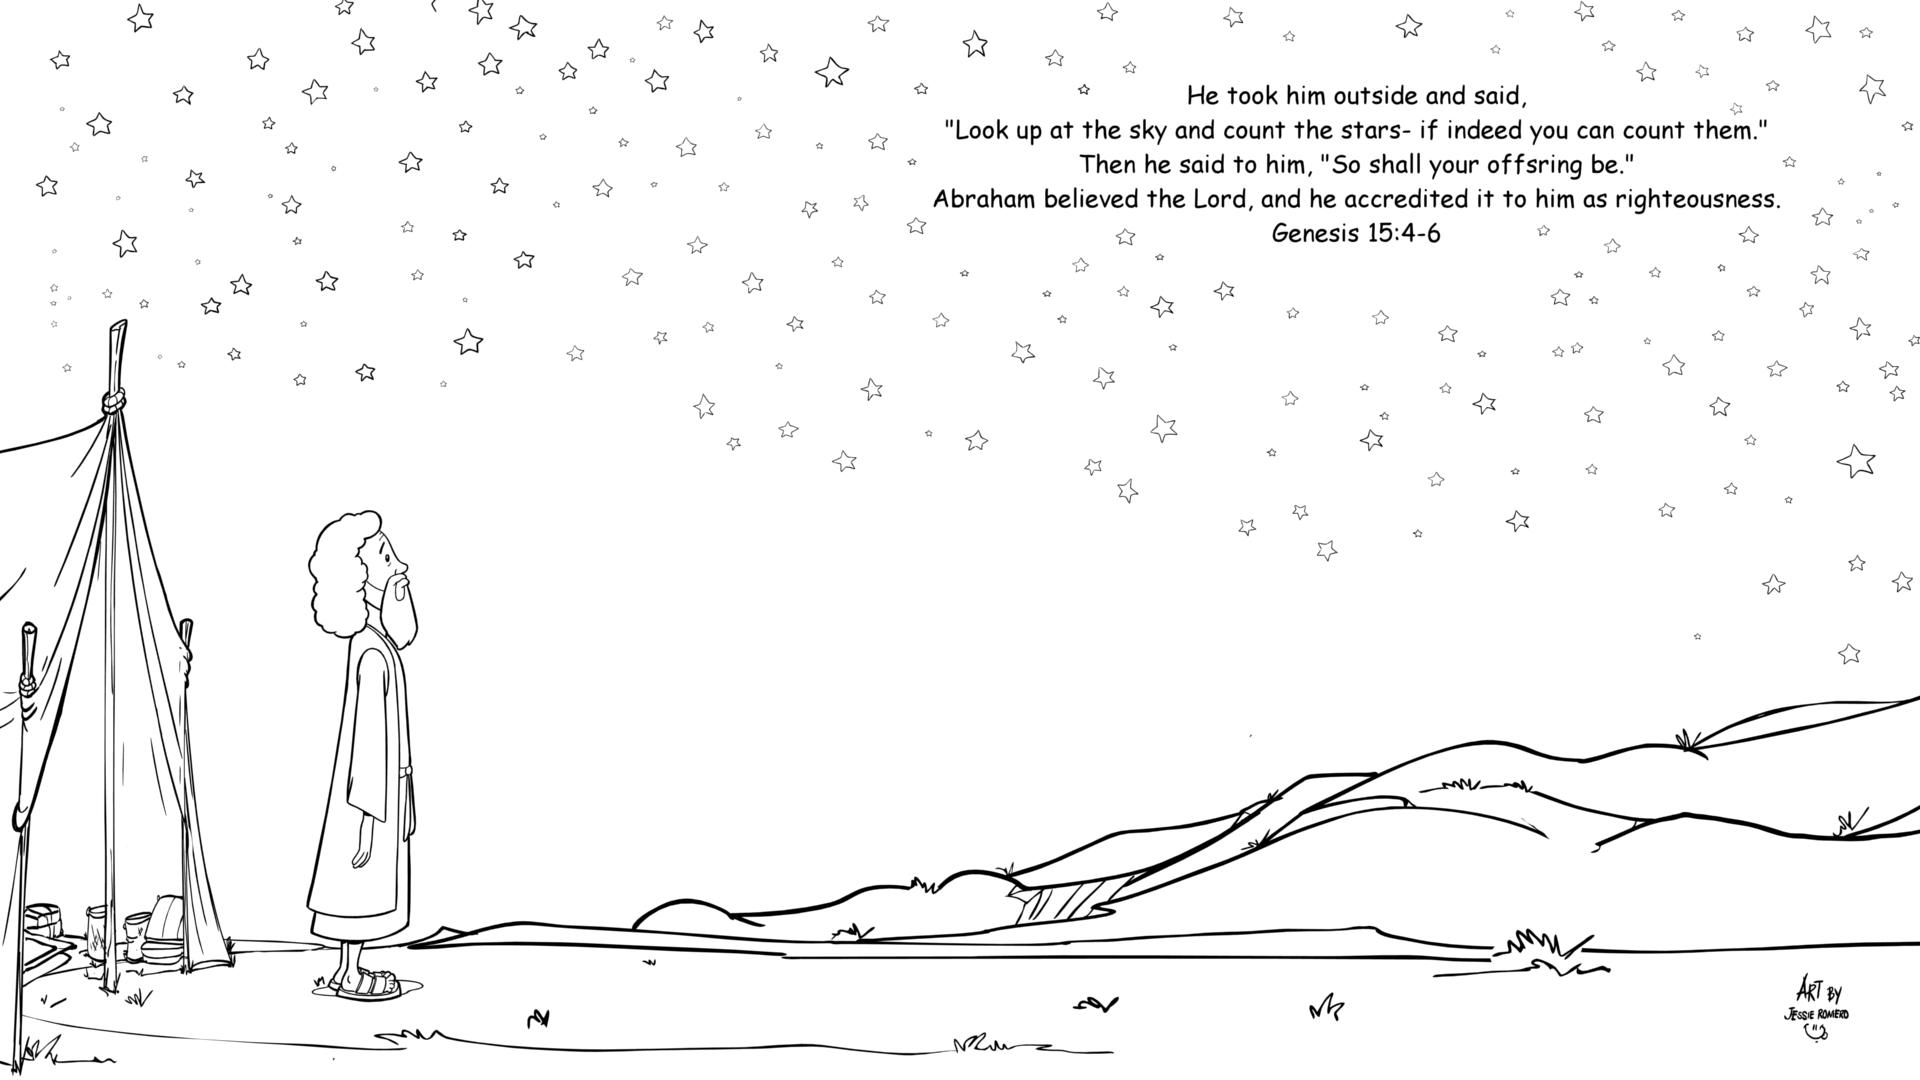 He took him outside and said,
"Look up at the sky and count the stars- if indeed you can count them."
Then he said to him, "So shall your offsring be."
Abraham believed the Lord, and he accredited it to him as righteousness.
Genesis 15:4-6
ART BY
JESSIE ROMERO